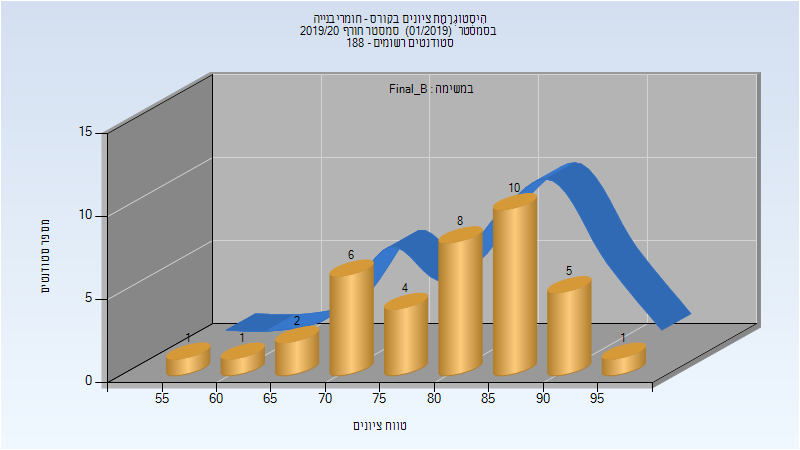 היסטוגרמת ציונים בקורס - חומרי בנייה
בסמסטר (01/2019) סמסטר חורף 2019/20
סטודנטים רשומים - 188
במשימה : Final_B
מספר סטודנטים
15
10
5
0
1
1
2
6
4
8
10
5
1
55 60 65 70 75 80 85 90 95
טווח ציונים